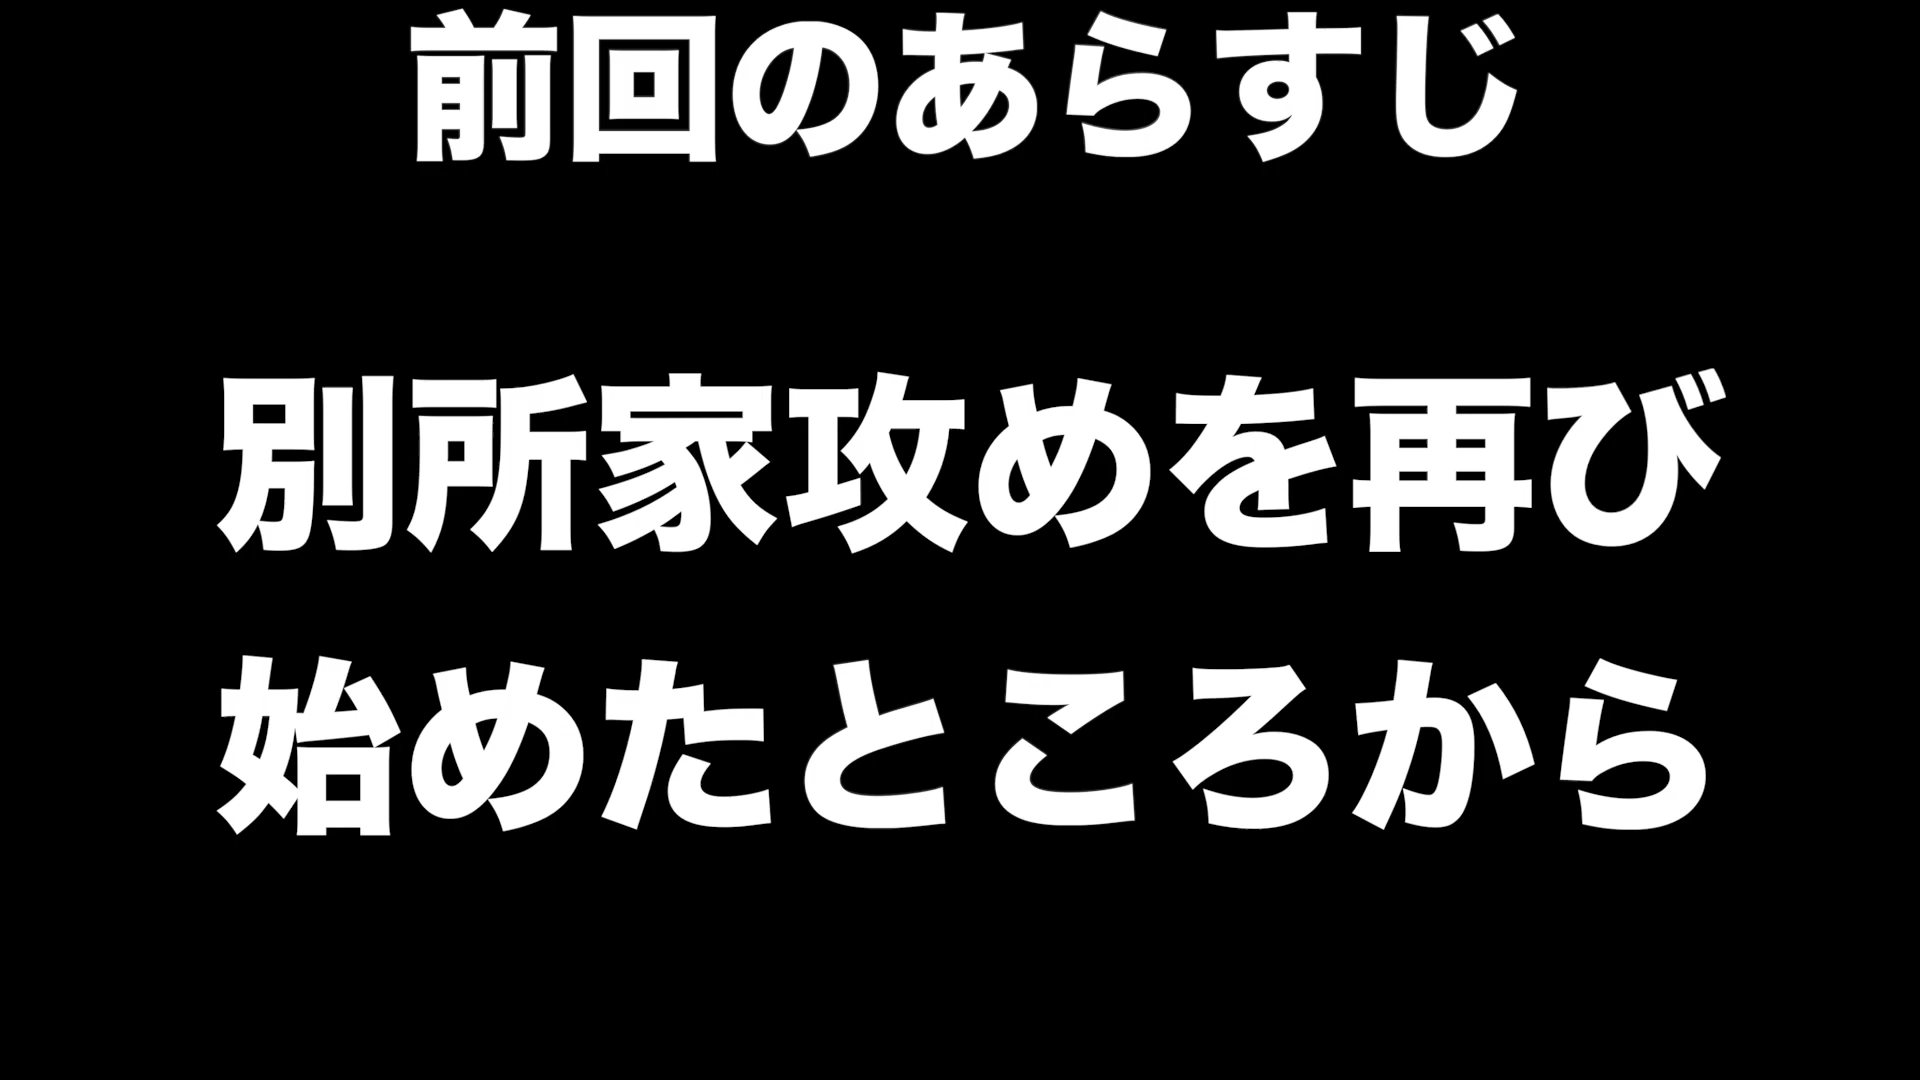 前回のあらすじ
別所家攻めを再び
始めたところから